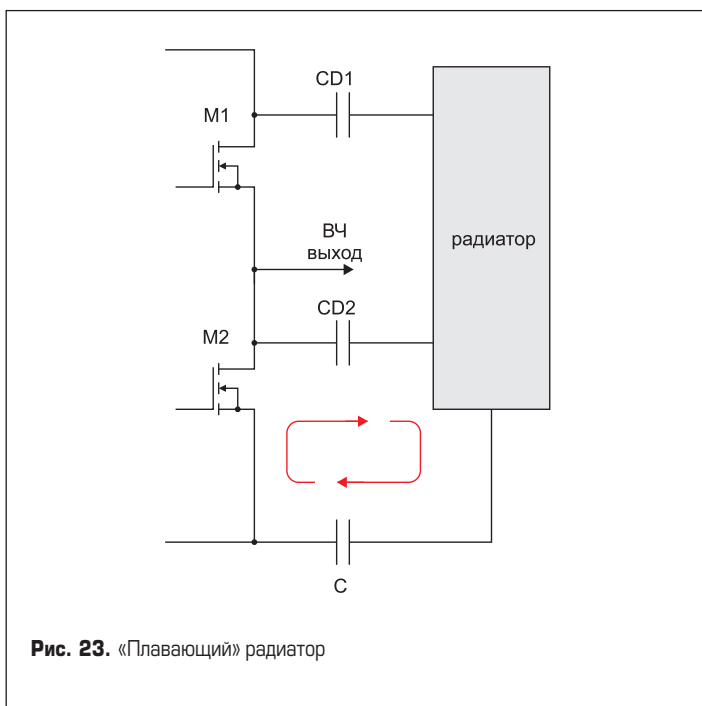 CD1
M1
ВЧ
выход
радиатор
CD2
M2
C
Рис. 23. «Плавающий» радиатор